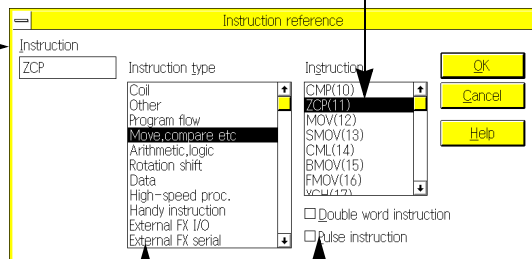 Instruction reference
Instruction
ZCP
Instruction type
Coil
Other
Program flow
Move,compare etc
Arithmetic,logic
Rotation shift
Data
High-speed proc.
Handy instruction
External FX I/O
External FX serial
Instruction
CMP(10)
ZCP(11)
MOV(12)
SMOV(13)
CML(14)
BMOV(15)
FMOV(16)
XCH(17)
Double word instruction
Pulse instruction
OK
Cancel
Help